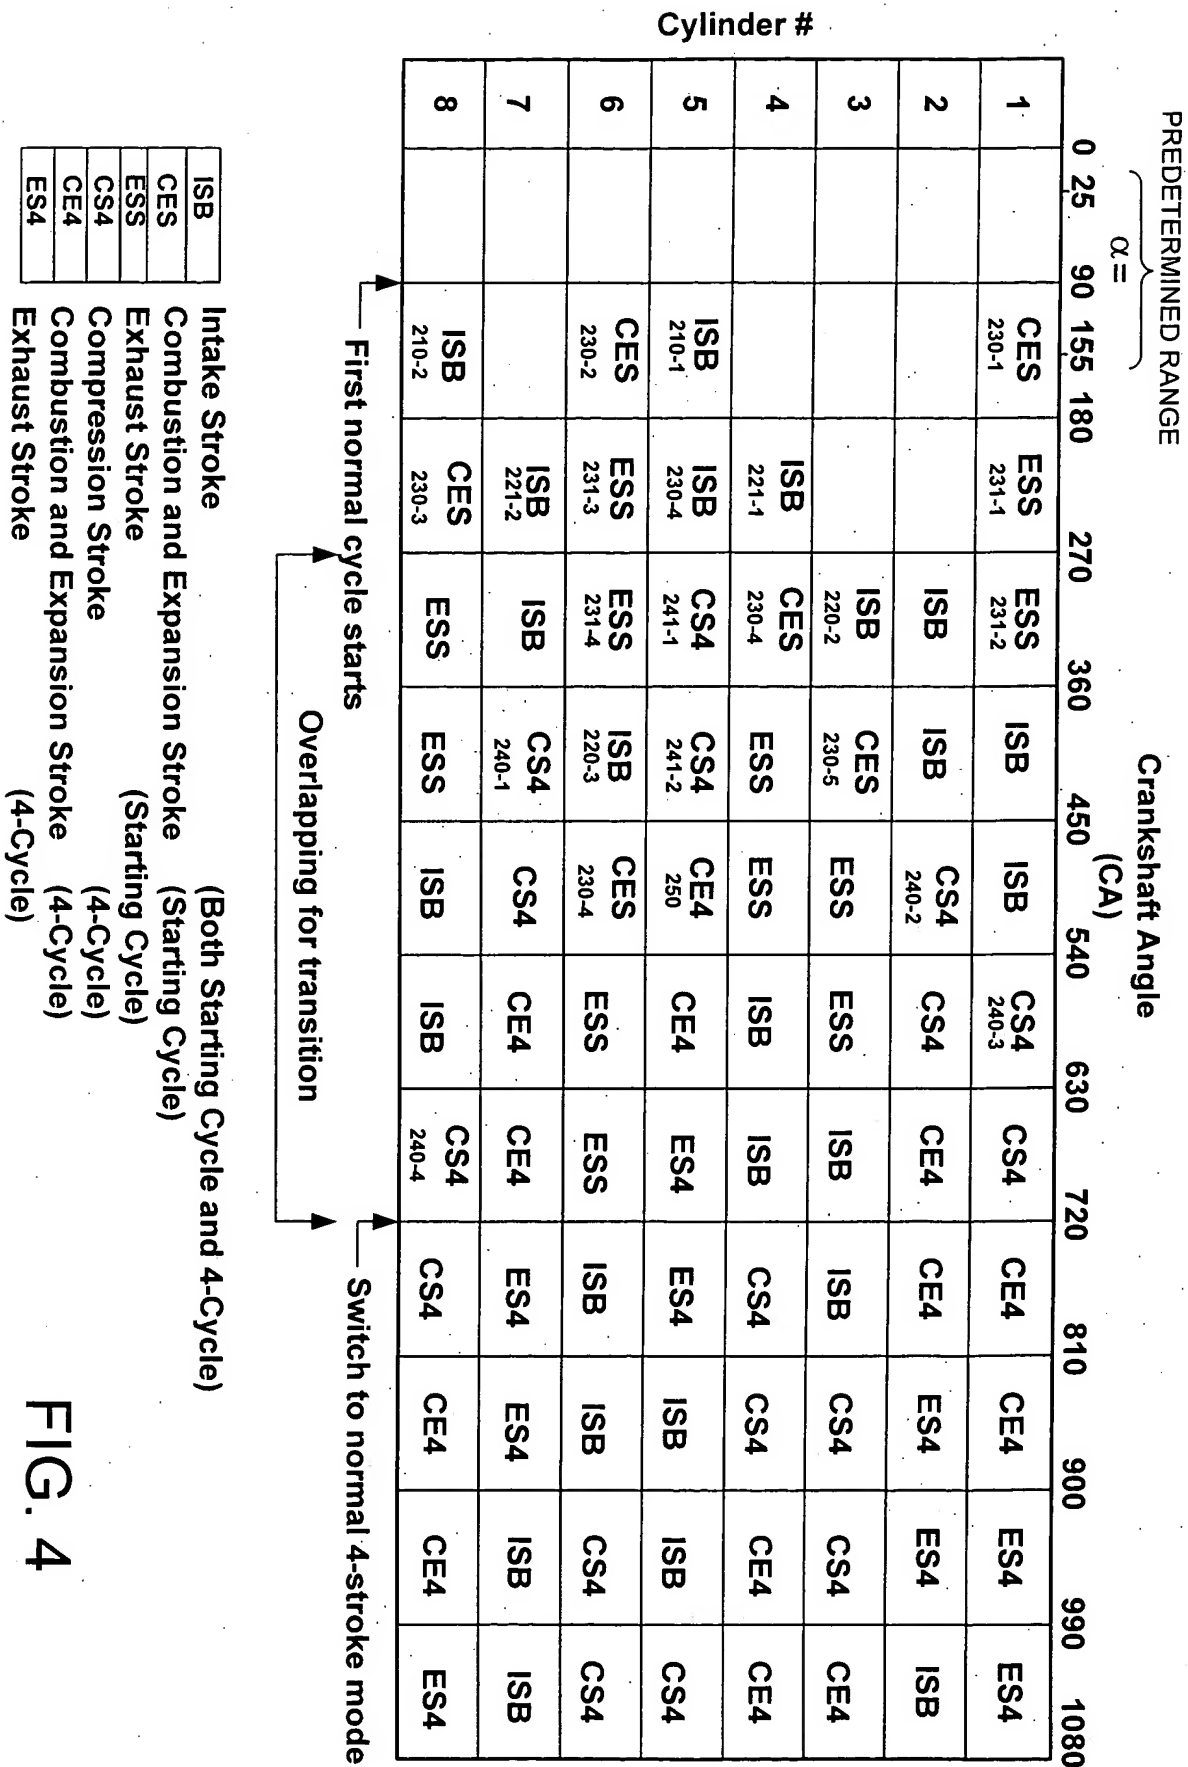 PREDETERMINED RANGE
α =
Crankshaft Angle
(CA)
0 25 90 155 180 270 360 450 540 630 720 810 900 990 1080
Cylinder #
1 CES 230-1 ESS 231-1 ESS 231-2 ISB ISB CS4 240-3 CS4 CE4 CE4 ES4 ES4
2 ISB ISB CS4 240-2 CS4 CE4 CE4 ES4 ES4 ISB
3 ISB 220-2 CES 230-5 ESS ESS ISB ISB CS4 CS4 CE4
4 ISB 221-1 CES 230-4 ESS ESS ISB ISB CS4 CS4 CE4 CE4
5 ISB 210-1 ISB 230-4 CS4 241-1 CS4 241-2 CE4 250 CE4 ES4 ES4 ISB ISB CS4
6 CES 230-2 ESS 231-3 ESS 231-4 ISB 220-3 CES 230-4 ESS ESS ISB ISB CS4 CS4
7 ISB 221-2 ISB CS4 240-1 CS4 CE4 CE4 ES4 ES4 ISB ISB
8 ISB 210-2 CES 230-3 ESS ESS ISB ISB CS4 240-4 CS4 CE4 CE4 ES4
First normal cycle starts
Switch to normal 4-stroke mode
Overlapping for transition
ISB Intake Stroke (Both Starting Cycle and 4-Cycle)
CES Combustion and Expansion Stroke (Starting Cycle)
ESS Exhaust Stroke (Starting Cycle)
CS4 Compression Stroke (4-Cycle)
CE4 Combustion and Expansion Stroke (4-Cycle)
ES4 Exhaust Stroke (4-Cycle)
FIG. 4